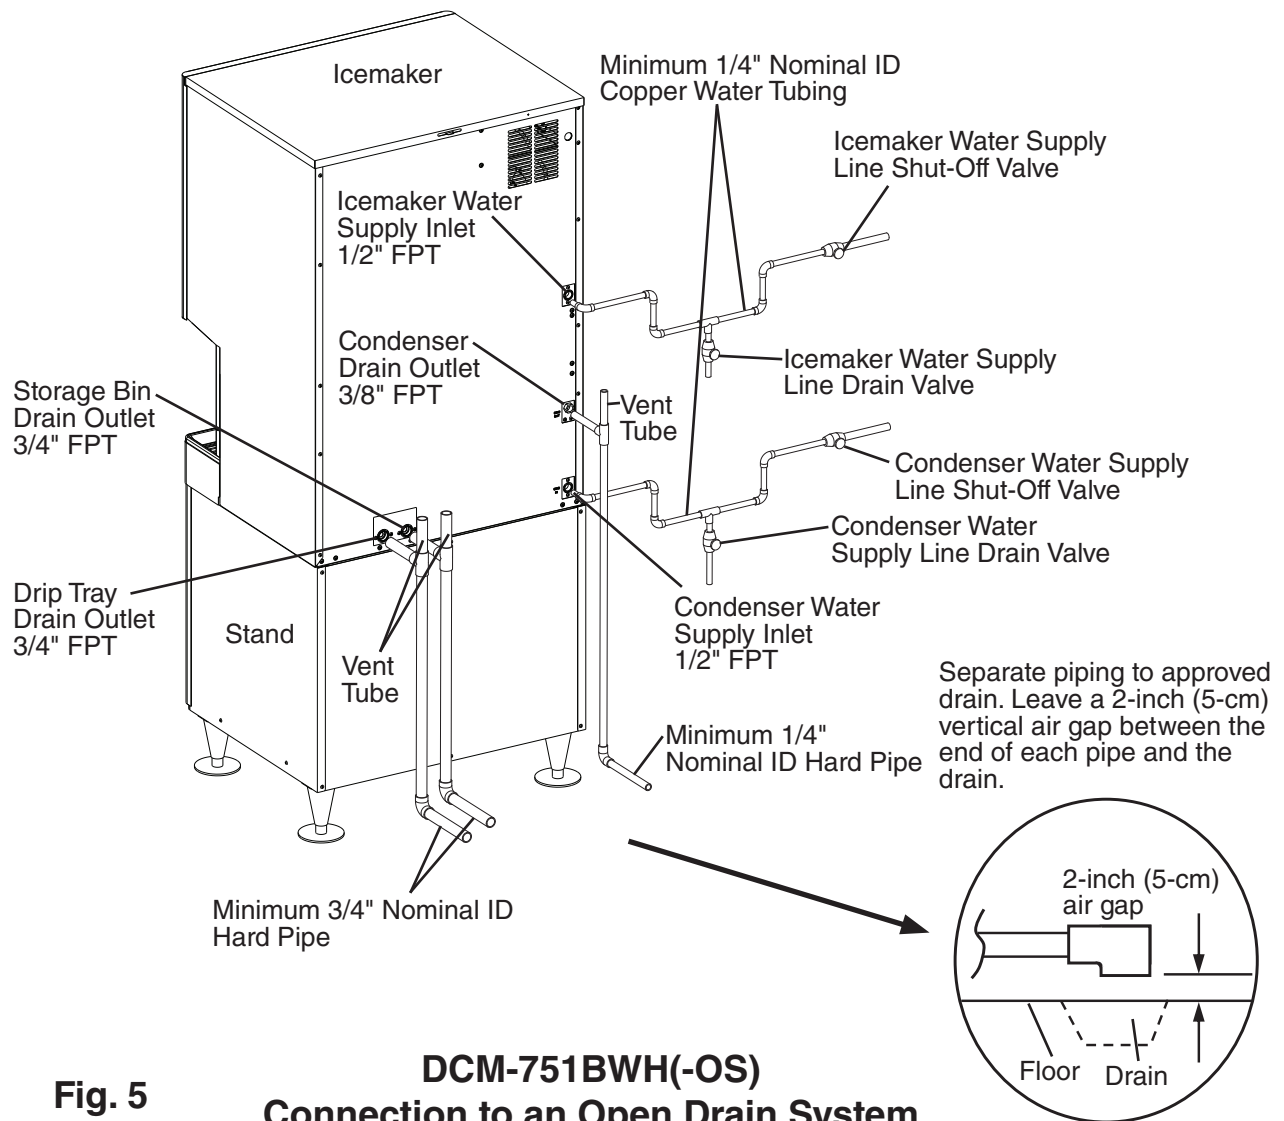 Icemaker
Minimum 1/4" Nominal ID
Copper Water Tubing
Icemaker Water Supply
Line Shut-Off Valve
Icemaker Water
Supply Inlet
1/2" FPT
Condenser
Drain Outlet
3/8" FPT
Icemaker Water Supply
Line Drain Valve
Storage Bin
Drain Outlet
3/4" FPT
Vent
Tube
Condenser Water Supply
Line Shut-Off Valve
Condenser Water
Supply Line Drain Valve
Drip Tray
Drain Outlet
3/4" FPT
Stand
Vent
Tube
Condenser Water
Supply Inlet
1/2" FPT
Separate piping to approved
drain. Leave a 2-inch (5-cm)
vertical air gap between the
end of each pipe and the
drain.
Minimum 1/4"
Nominal ID Hard Pipe
Minimum 3/4" Nominal ID
Hard Pipe
2-inch (5-cm)
air gap
Floor
Drain
Fig. 5
DCM-751BWH(-OS)
Connection to an Open Drain System